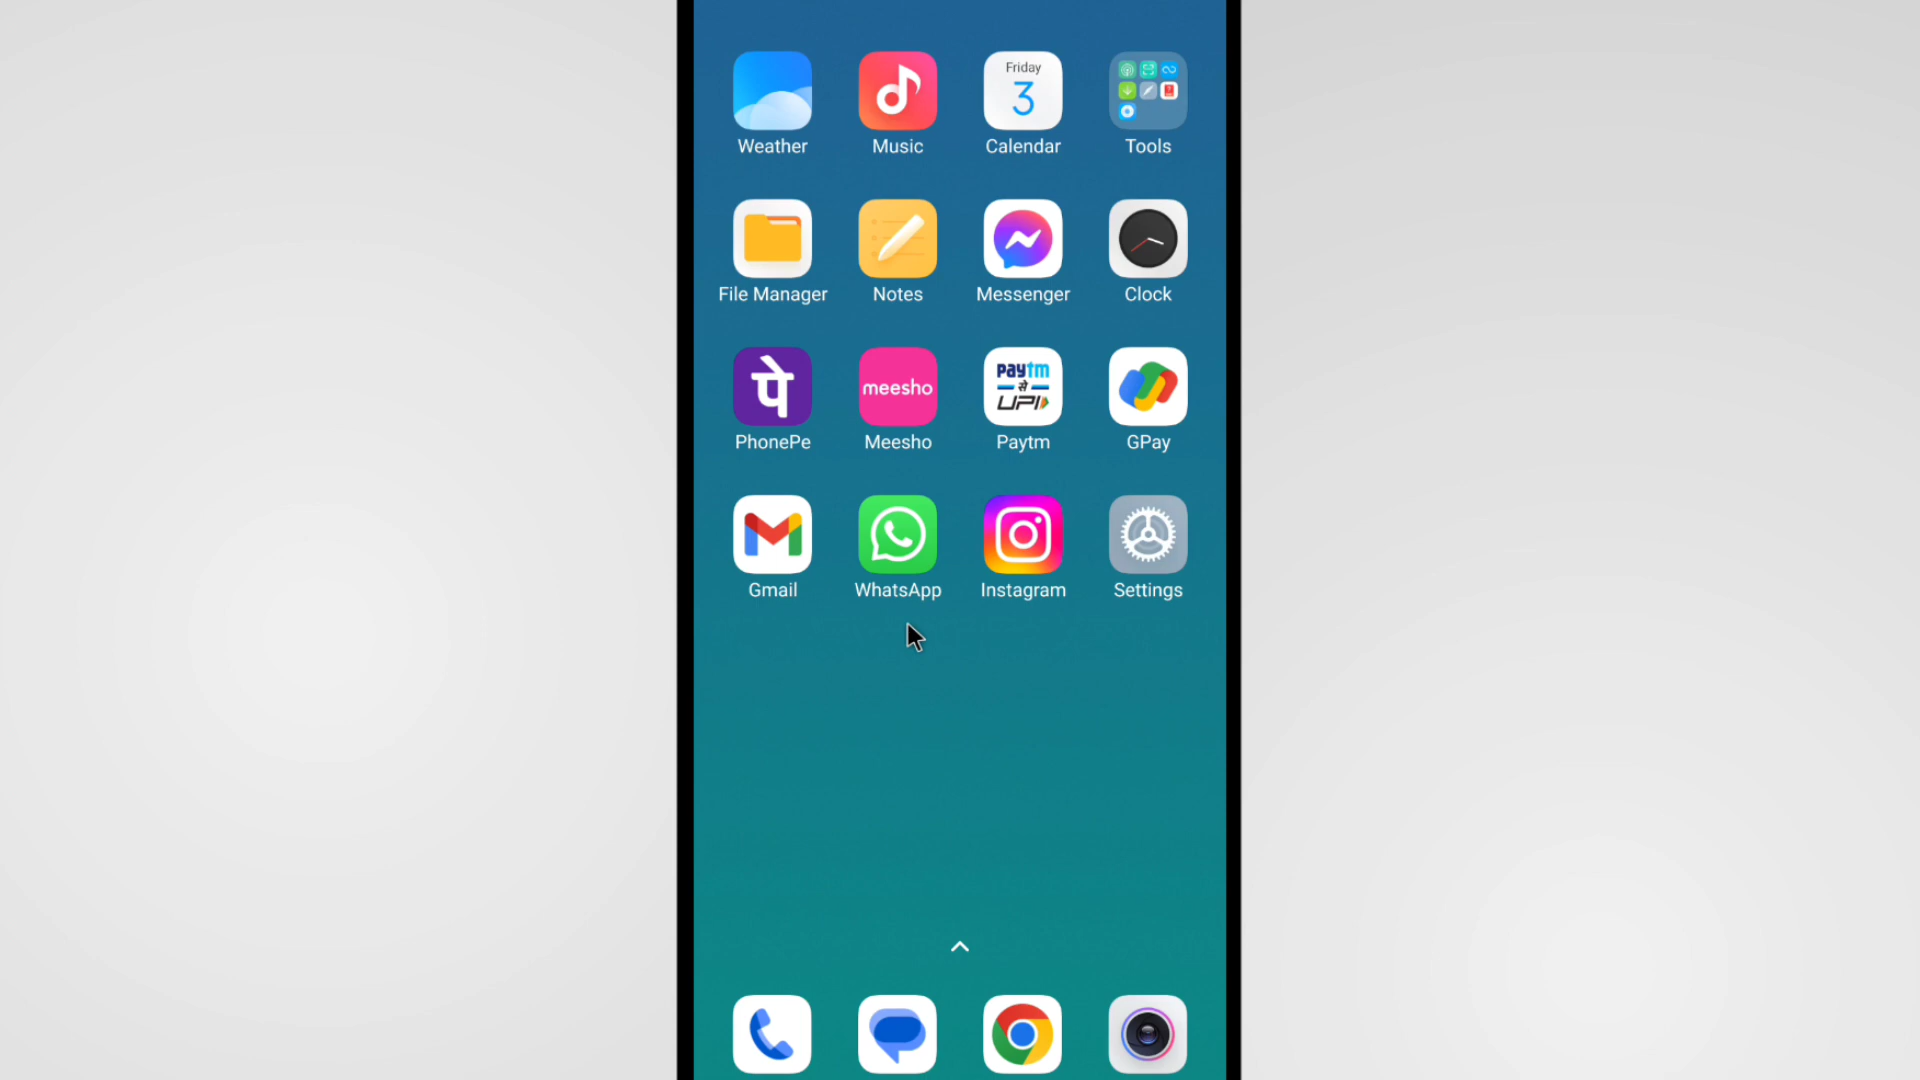 Friday
3
Weather Music Calendar Tools
File Manager Notes Messenger Clock
पे
meesho
paytm
से
UPI
PhonePe Meesho Paytm GPay
Gmail WhatsApp Instagram Settings